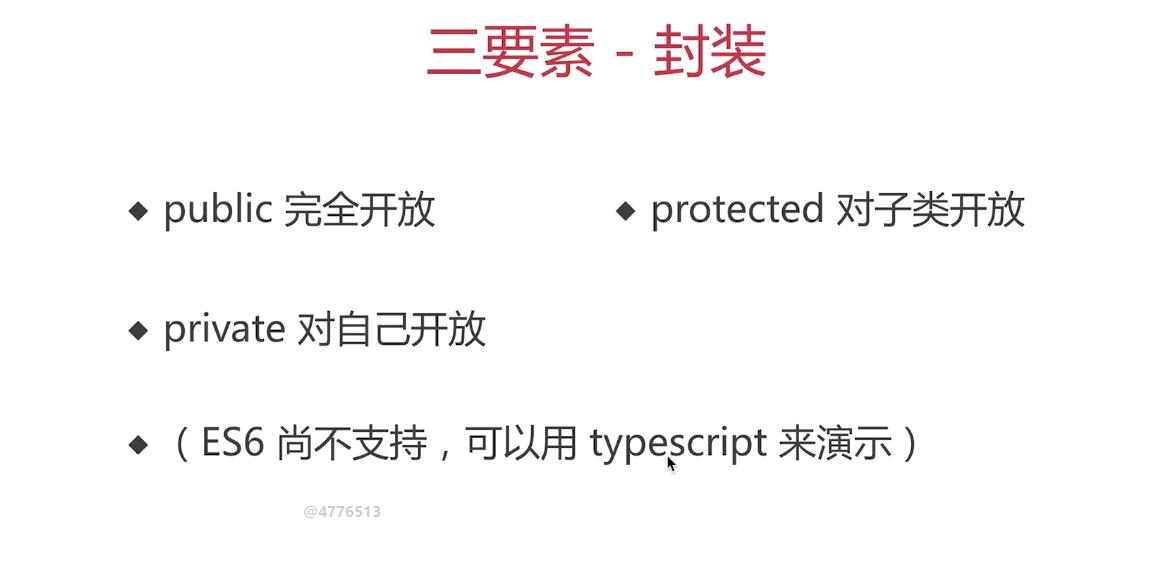 三要素 - 封装
◆ public 完全开放
◆ protected 对子类开放
◆ private 对自己开放
◆ （ES6 尚不支持，可以用 typescript 来演示）
@4776513